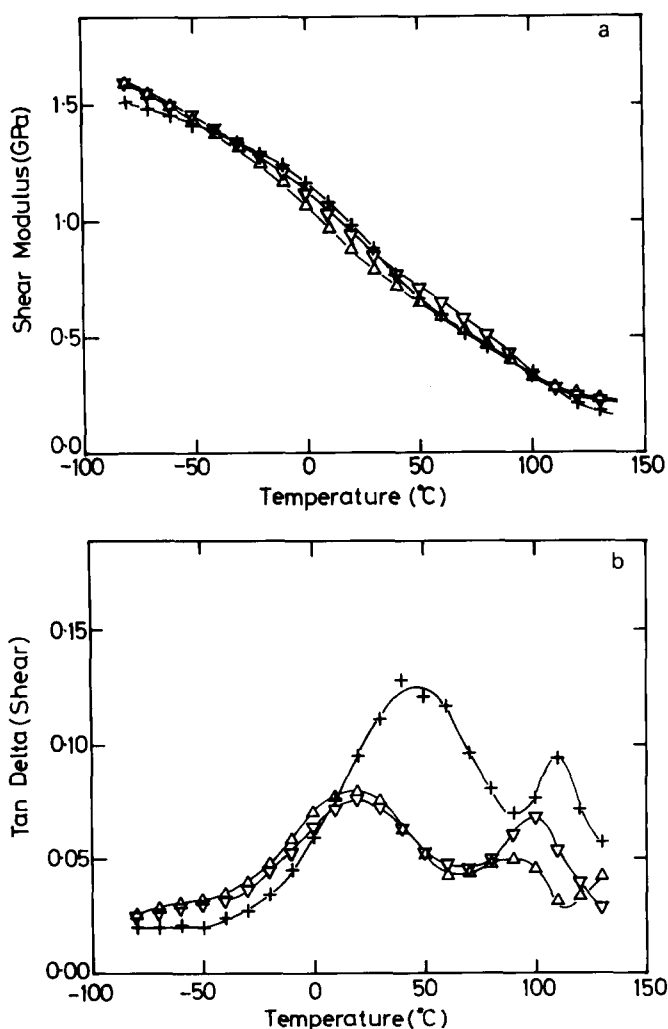 a
1·5
1·0
0·5
0·0
Shear Modulus (GPa)
-100 -50 0 50 100 150
Temperature (°C)
b
0·15
0·10
0·05
0·00
Tan Delta (Shear)
-100 -50 0 50 100 150
Temperature (°C)